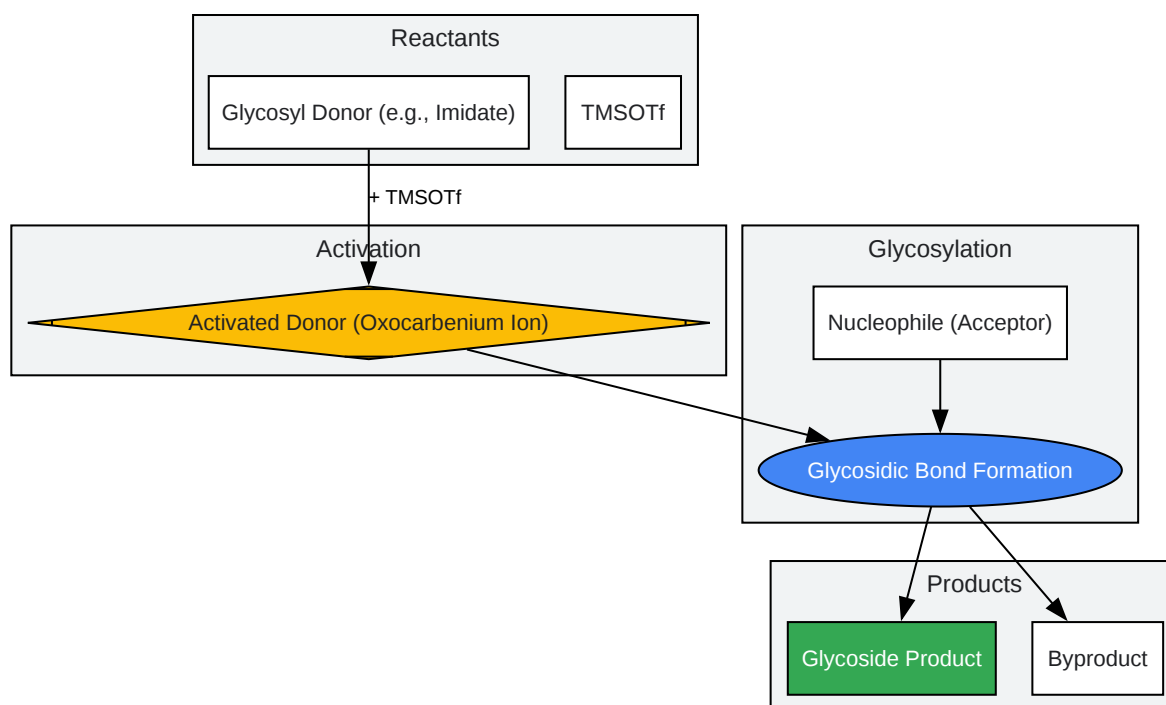 Reactants
Glycosyl Donor (e.g., Imidate)
TMSOTf
+ TMSOTf
Activation
Activated Donor (Oxocarbenium Ion)
Glycosylation
Nucleophile (Acceptor)
Glycosidic Bond Formation
Products
Glycoside Product
Byproduct